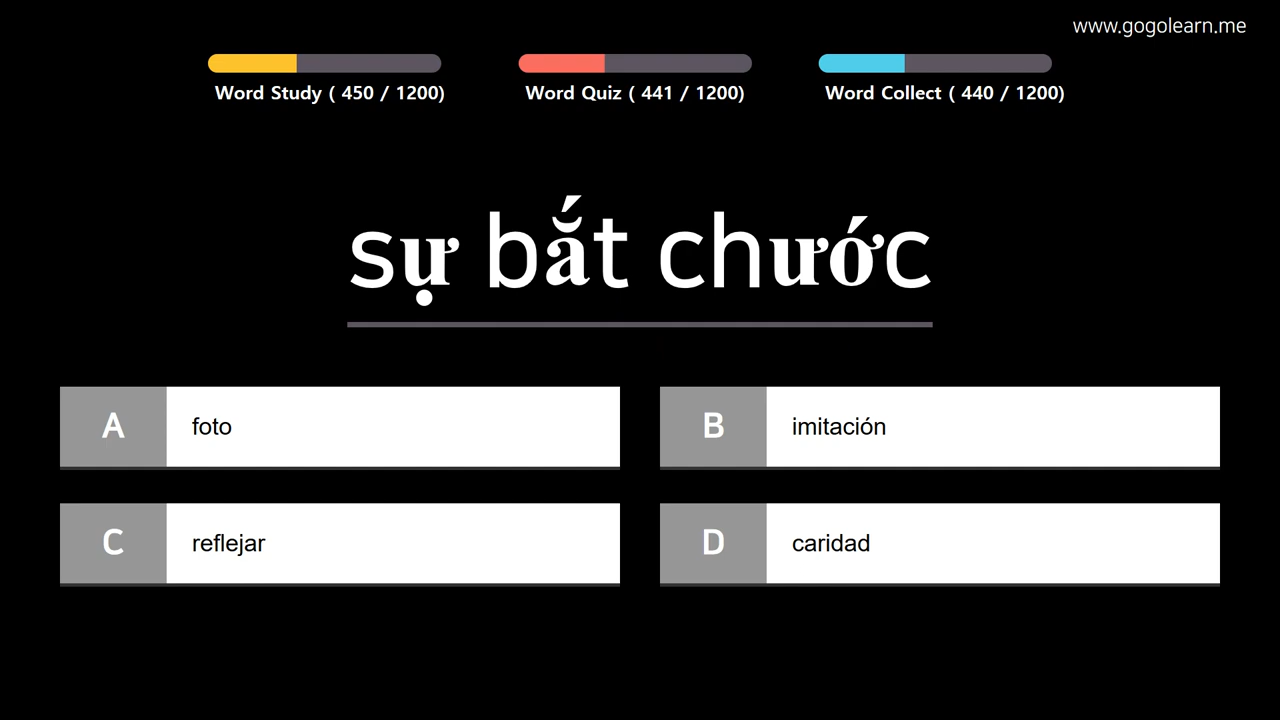 www.gogolearn.me
Word Study ( 450 / 1200)
Word Quiz ( 441 / 1200)
Word Collect ( 440 / 1200)
sự bắt chước
A foto
B imitación
C reflejar
D caridad